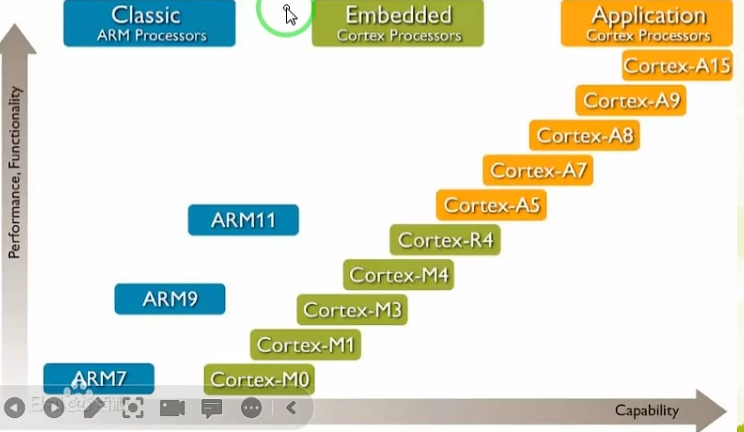 Classic
ARM Processors
Embedded
Cortex Processors
Application
Cortex Processors
Cortex-A15
Cortex-A9
Cortex-A8
Cortex-A7
Cortex-A5
ARM11
Cortex-R4
Cortex-M4
ARM9
Cortex-M3
Cortex-M1
ARM7
Cortex-M0
Performance, Functionality
Capability